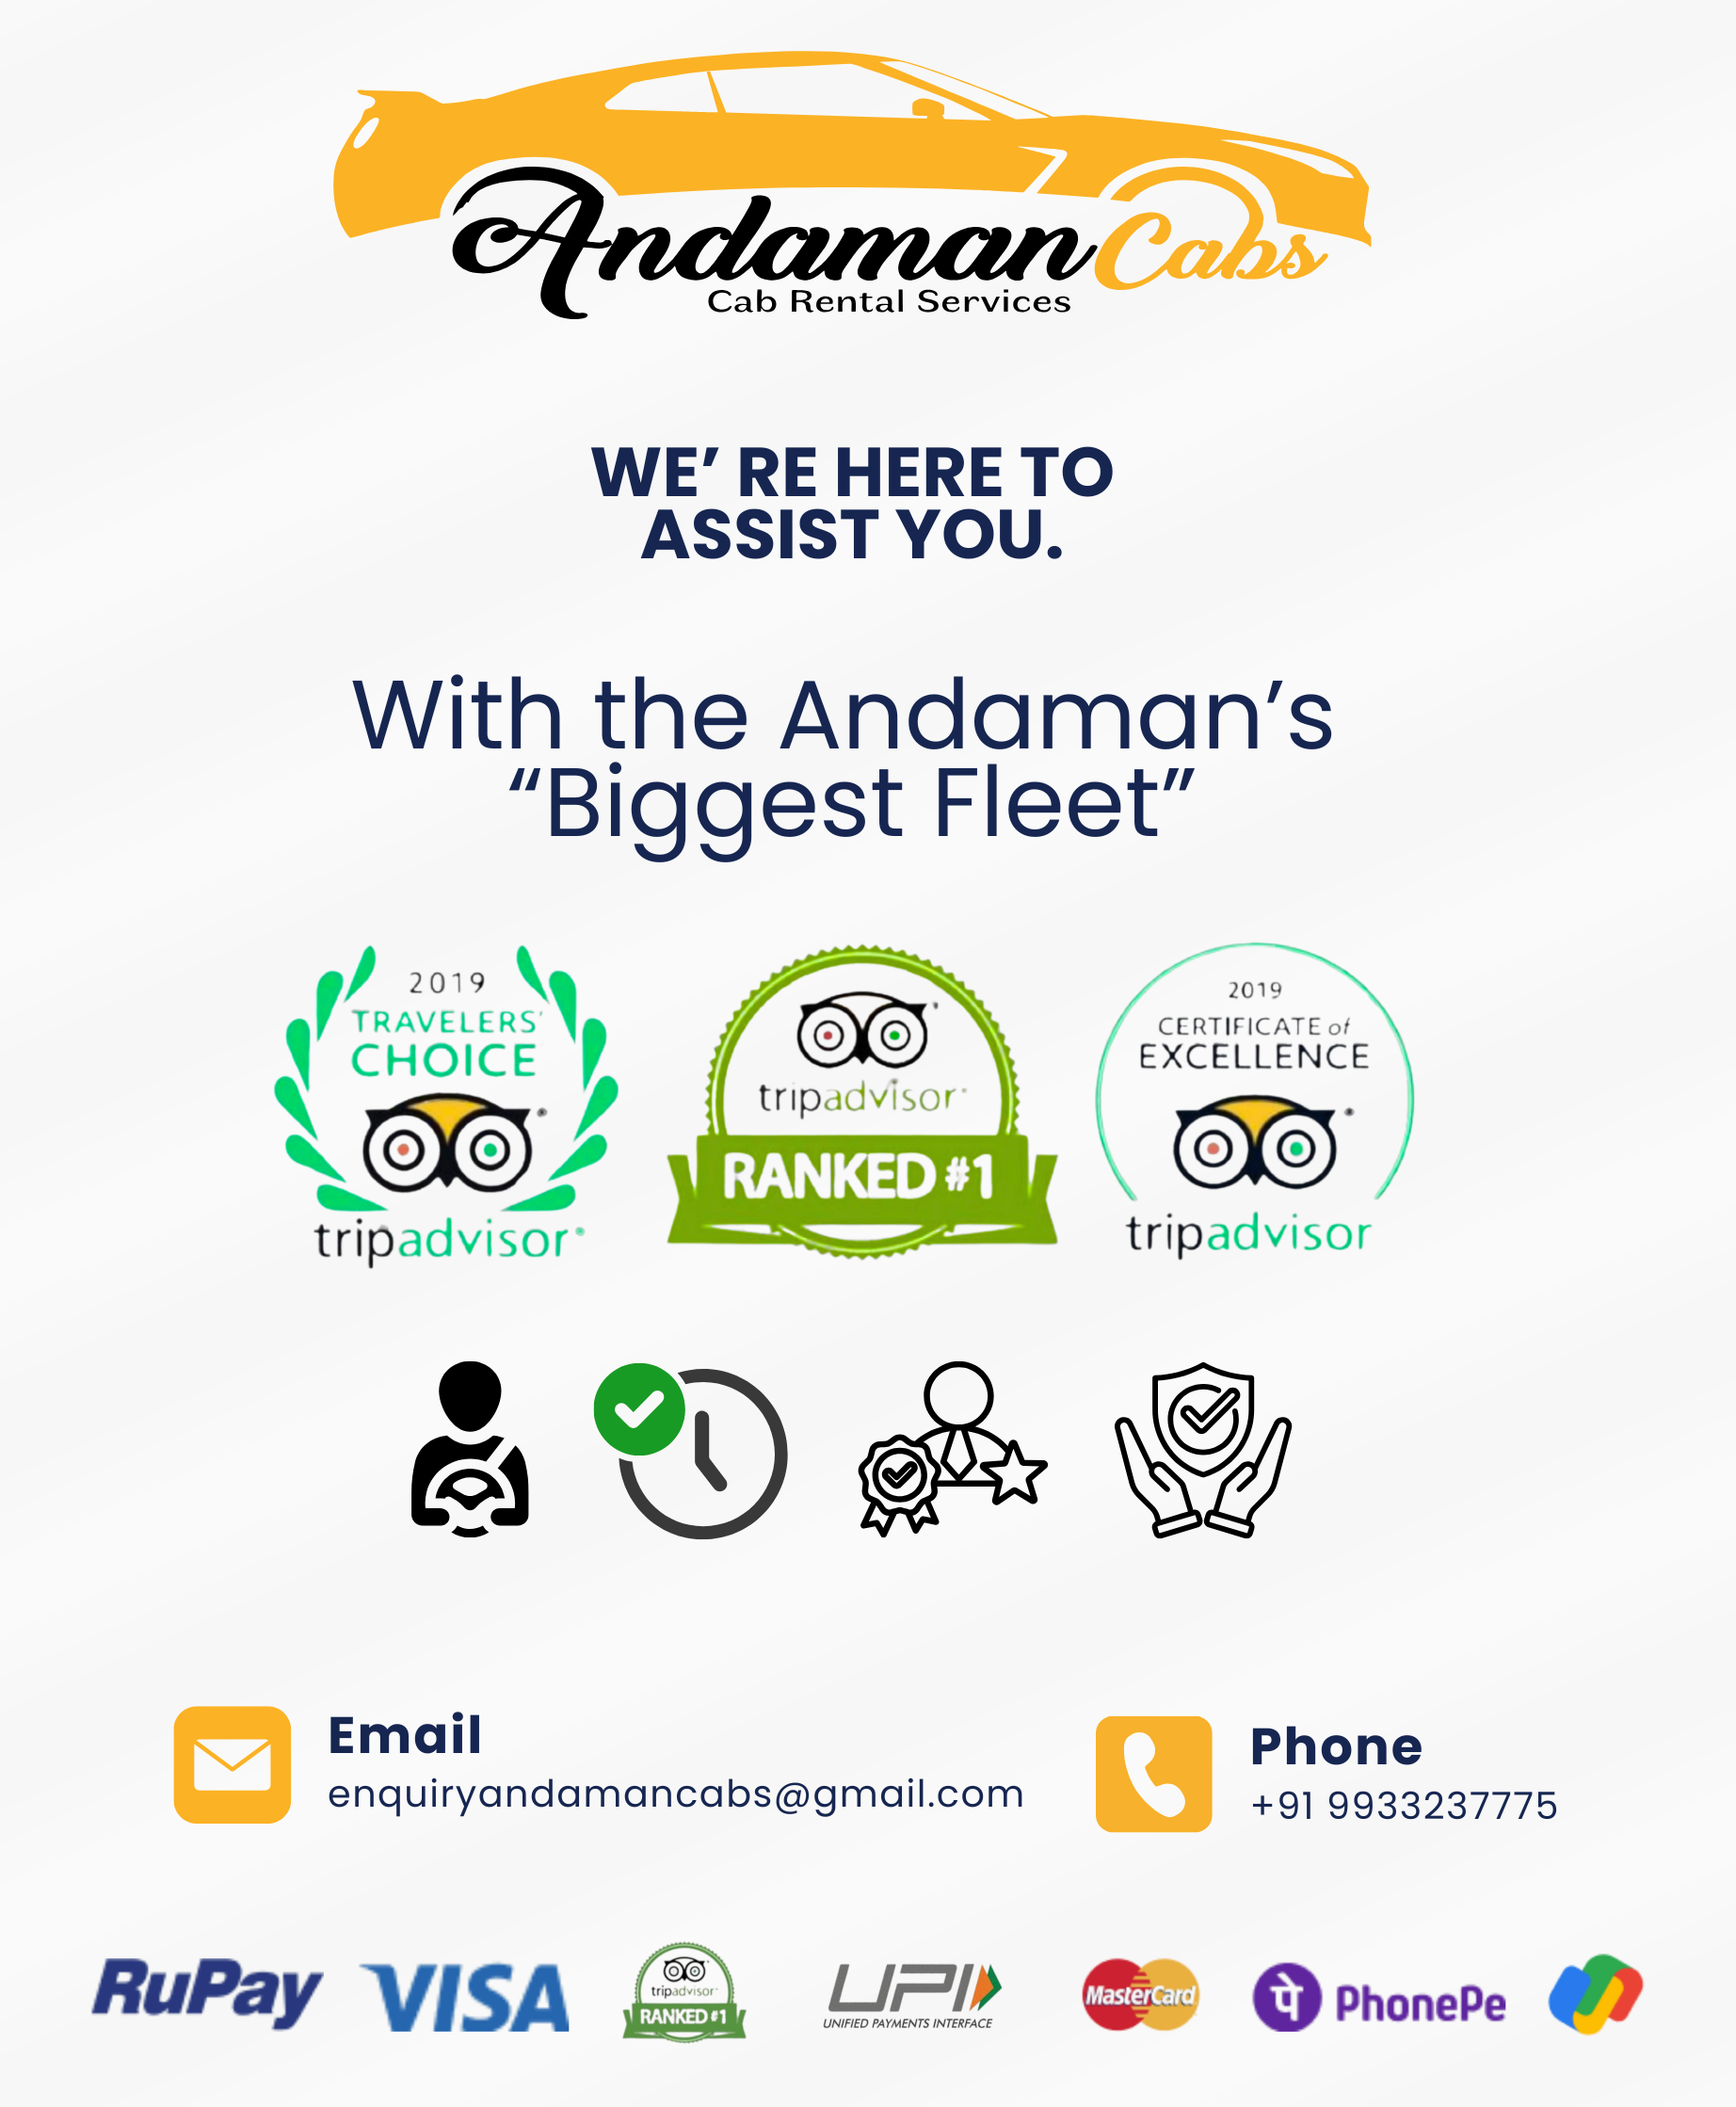 Andaman Cabs
Cab Rental Services
WE’ RE HERE TO
ASSIST YOU.
With the Andaman’s
“Biggest Fleet”
2019
TRAVELERS’
CHOICE
tripadvisor®
tripadvisor
RANKED #1
2019
CERTIFICATE of
EXCELLENCE
tripadvisor
Email
enquiryandamancabs@gmail.com
Phone
+91 9933237775
RuPay
VISA
tripadvisor
RANKED #1
UPI
UNIFIED PAYMENTS INTERFACE
MasterCard
पे PhonePe